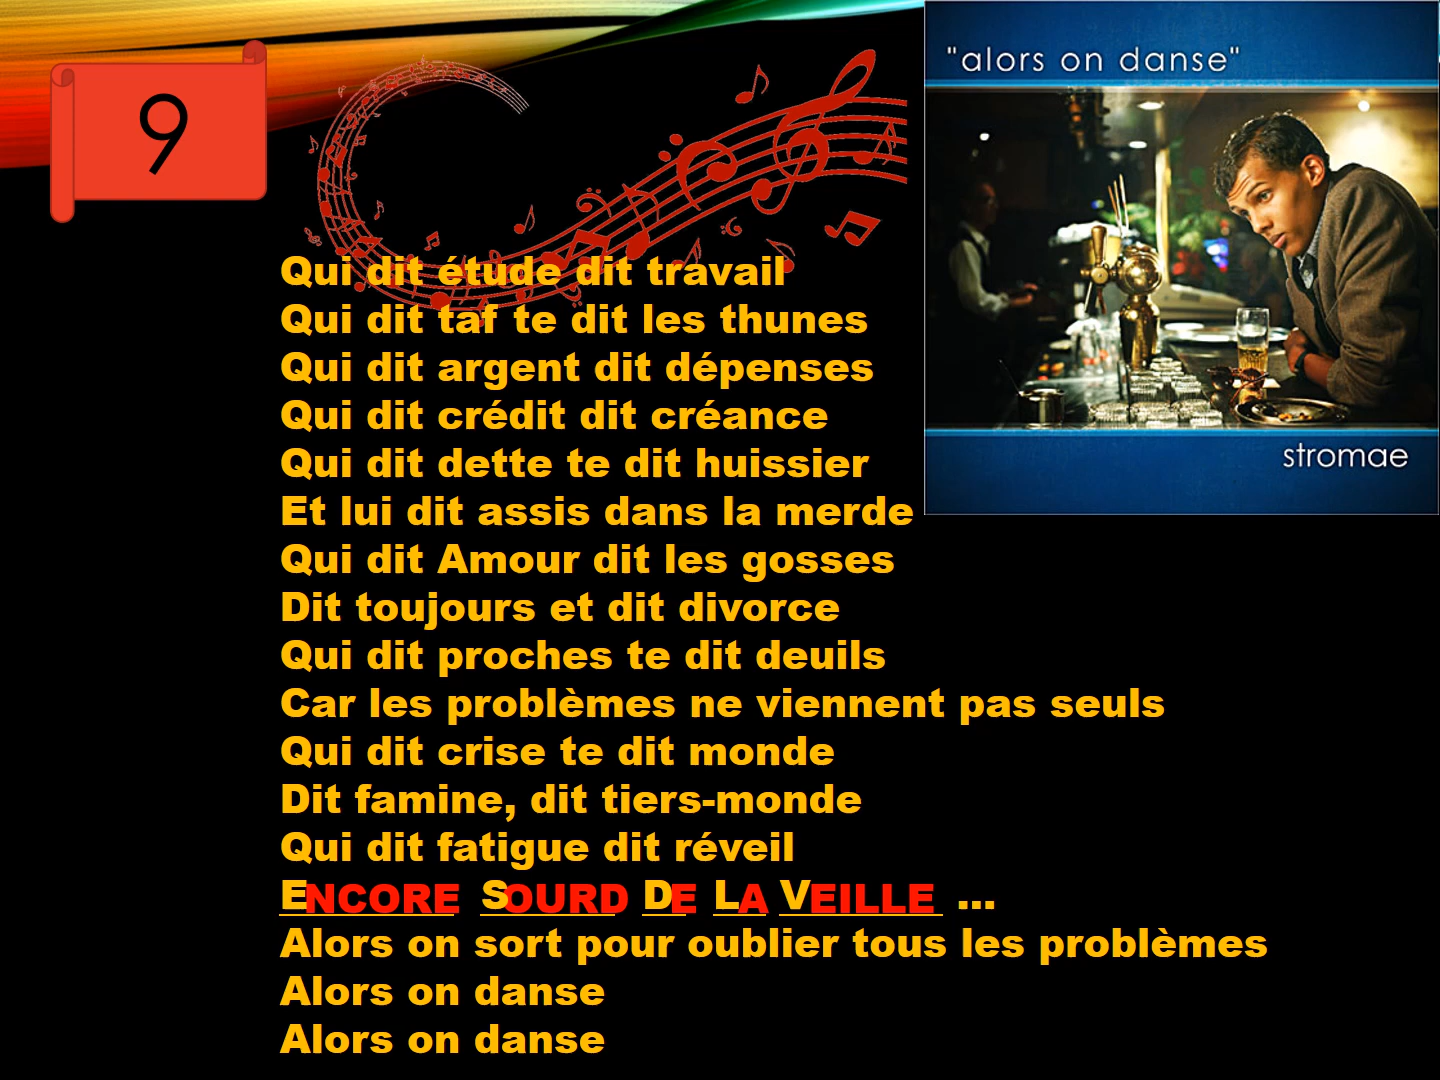 9
"alors on danse"
stromae
Qui dit étude dit travail
Qui dit taf te dit les thunes
Qui dit argent dit dépenses
Qui dit crédit dit créance
Qui dit dette te dit huissier
Et lui dit assis dans la merde
Qui dit Amour dit les gosses
Dit toujours et dit divorce
Qui dit proches te dit deuils
Car les problèmes ne viennent pas seuls
Qui dit crise te dit monde
Dit famine, dit tiers-monde
Qui dit fatigue dit réveil
ENCORE SOURD DE LA VEILLE ...
Alors on sort pour oublier tous les problèmes
Alors on danse
Alors on danse